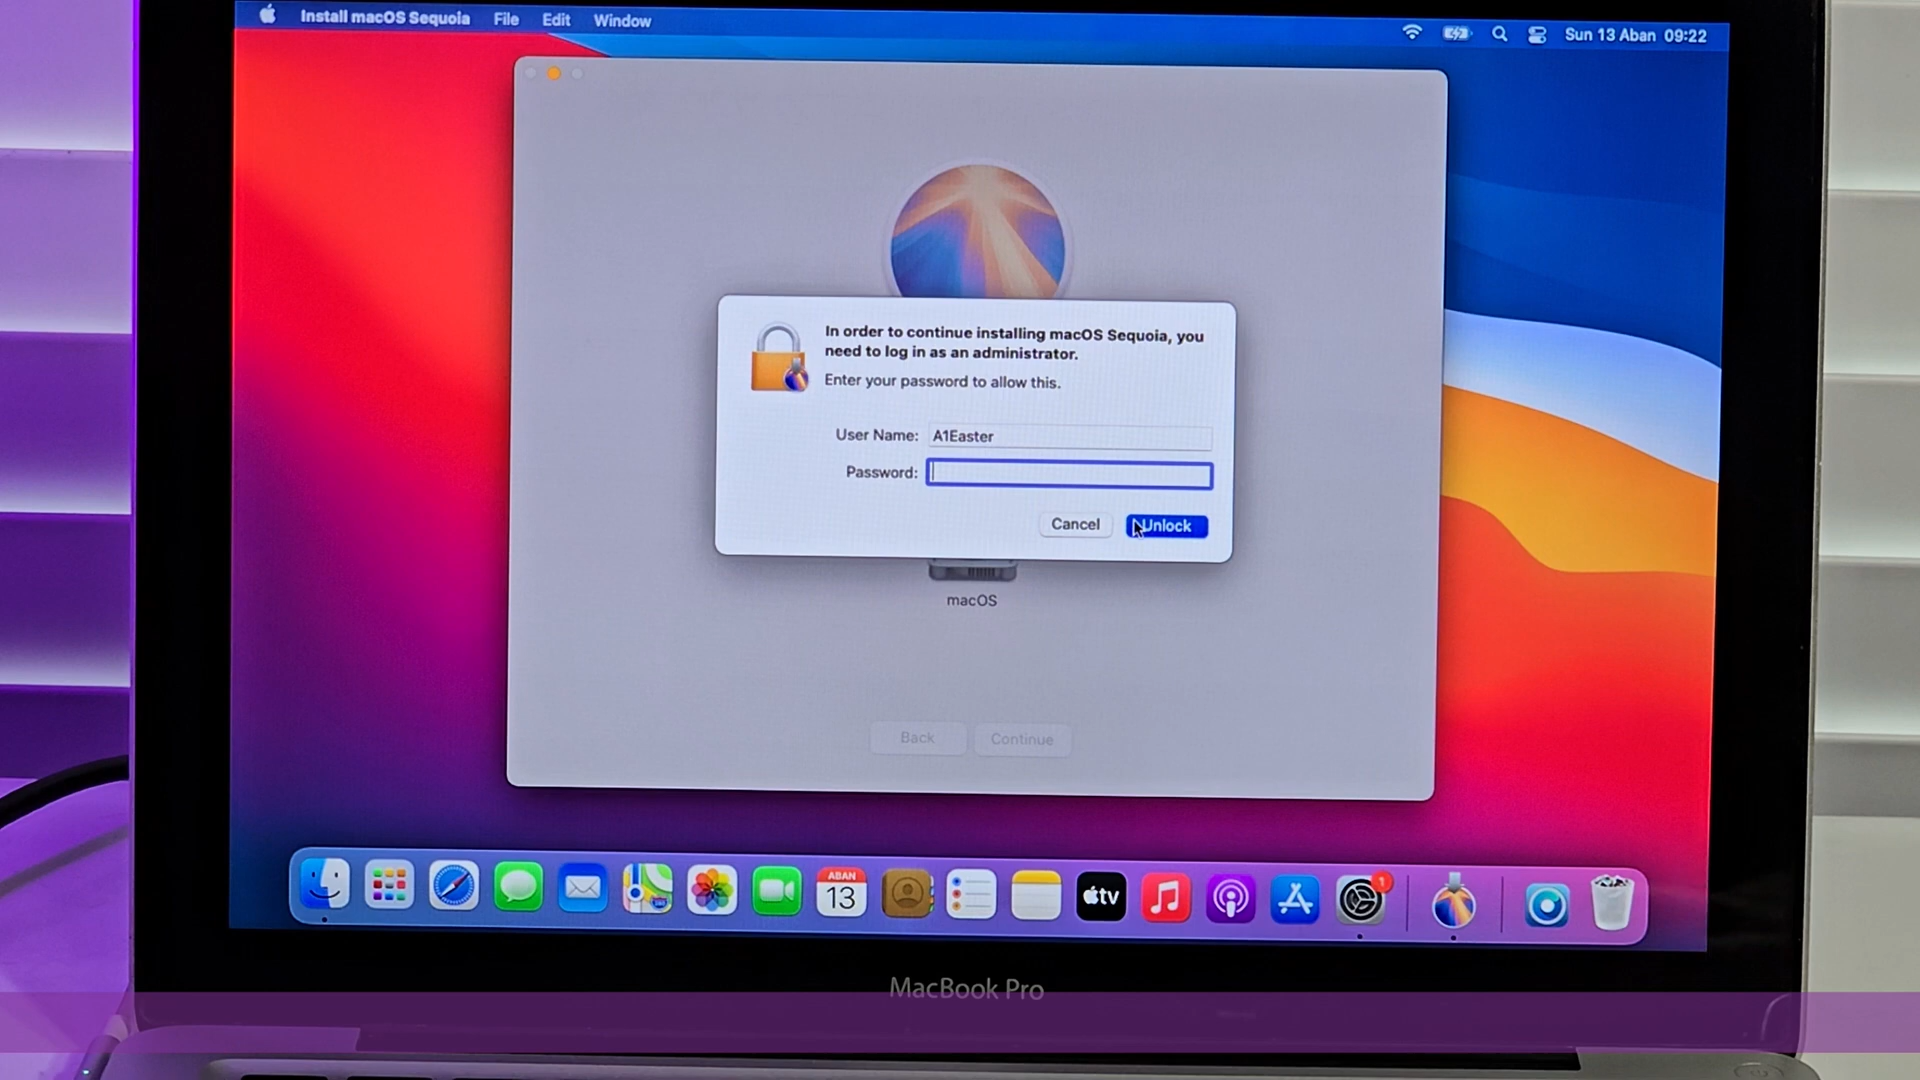 Install macOS Sequoia File Edit Window
Sun 13 Aban 09:22
In order to continue installing macOS Sequoia, you
need to log in as an administrator.
Enter your password to allow this.
User Name: A1Easter
Password:
Cancel Unlock
macOS
Back Continue
ABAN
13
tv
1
MacBook Pro